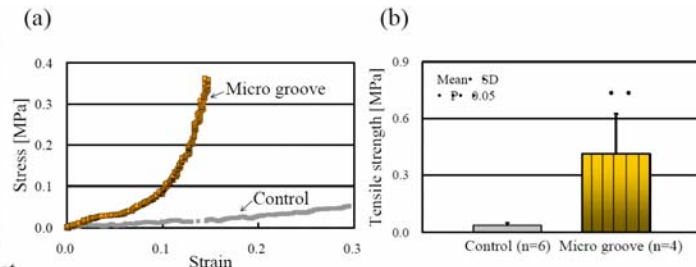 (a)
Stress [MPa]
0.4
0.3
0.2
0.1
0.0
Micro groove
Control
0.0
0.1
0.2
0.3
Strain
(b)
Tensile strength [MPa]
0.9
0.6
0.3
0.0
Mean• SD
• P• 0.05
• •
Control (n=6)
Micro groove (n=4)